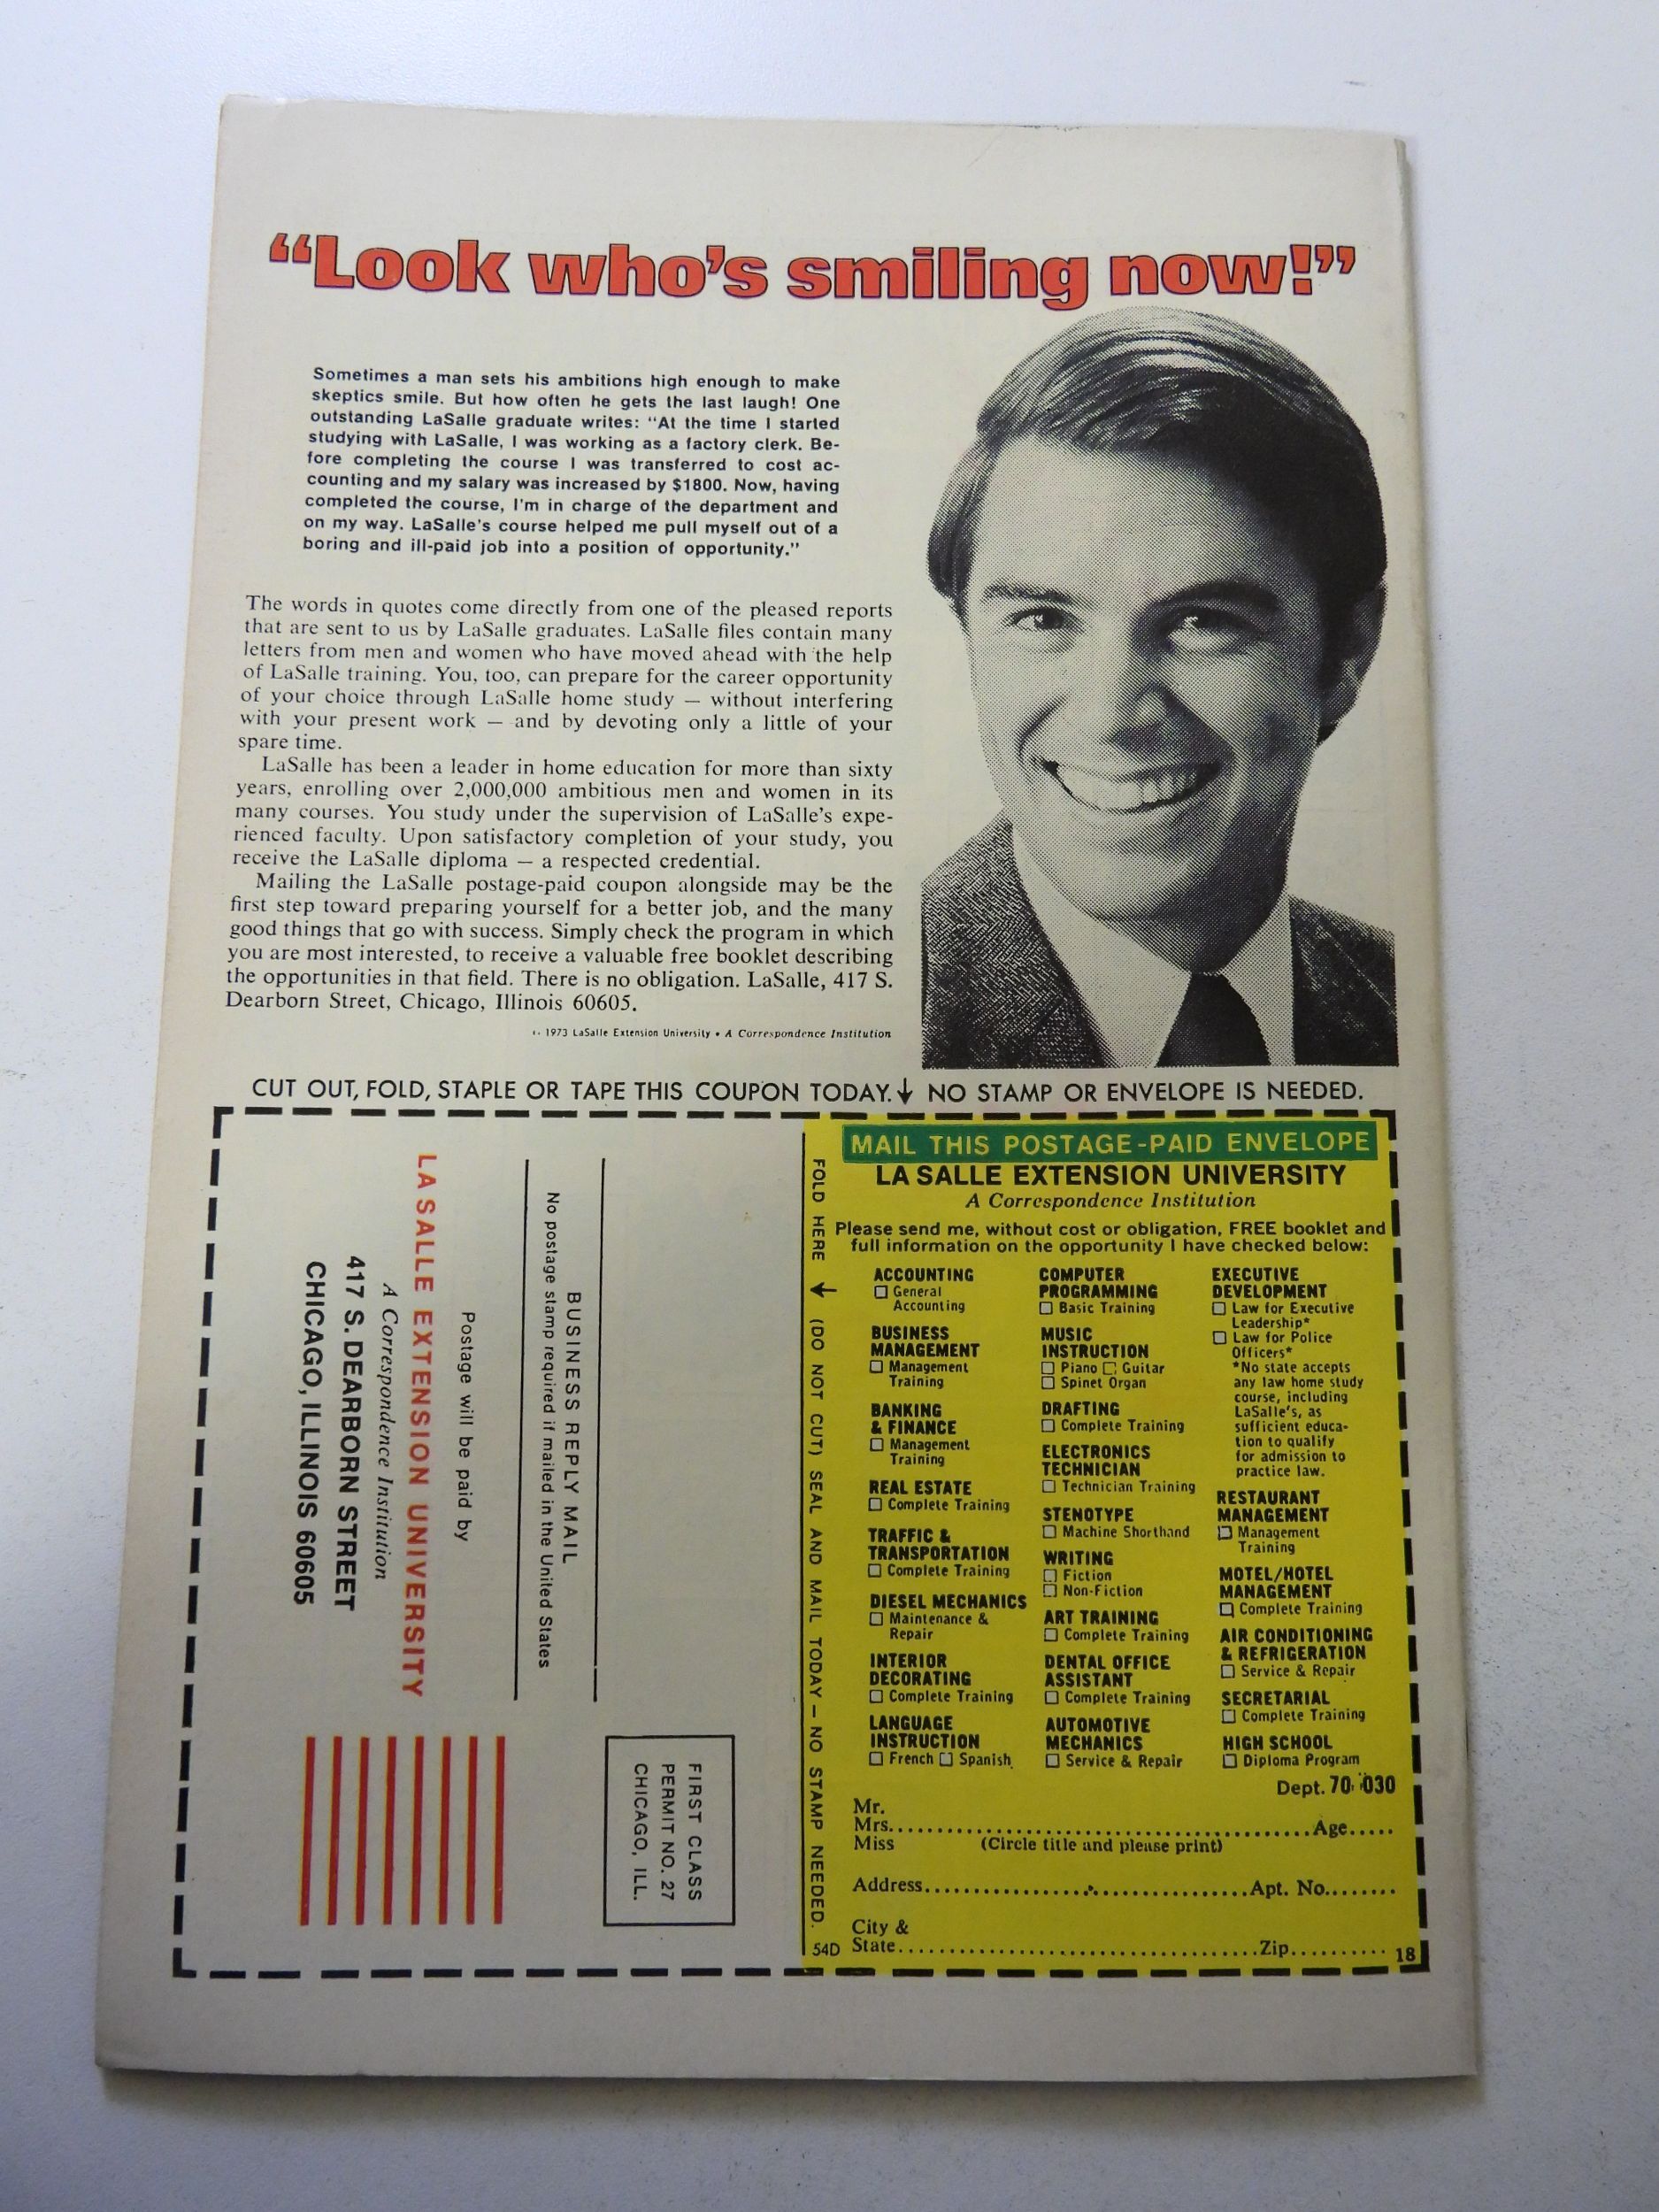 “Look who’s smiling now!”
Sometimes a man sets his ambitions high enough to make
skeptics smile. But how often he gets the last laugh! One
outstanding LaSalle graduate writes: “At the time I started
studying with LaSalle, I was working as a factory clerk. Be-
fore completing the course I was transferred to cost ac-
counting and my salary was increased by $1800. Now, having
completed the course, I'm in charge of the department and
on my way. LaSalle's course helped me pull myself out of a
boring and ill-paid job into a position of opportunity.”
The words in quotes come directly from one of the pleased reports
that are sent to us by LaSalle graduates. LaSalle files contain many
letters from men and women who have moved ahead with the help
of LaSalle training. You, too, can prepare for the career opportunity
of your choice through LaSalle home study — without interfering
with your present work — and by devoting only a little of your
spare time.
LaSalle has been a leader in home education for more than sixty
years, enrolling over 2,000,000 ambitious men and women in its
many courses. You study under the supervision of LaSalle's expe-
rienced faculty. Upon satisfactory completion of your study, you
receive the LaSalle diploma — a respected credential.
Mailing the LaSalle postage-paid coupon alongside may be the
first step toward preparing yourself for a better job, and the many
good things that go with success. Simply check the program in which
you are most interested, to receive a valuable free booklet describing
the opportunities in that field. There is no obligation. LaSalle, 417 S.
Dearborn Street, Chicago, Illinois 60605.
1973 LaSalle Extension University • A Correspondence Institution
CUT OUT, FOLD, STAPLE OR TAPE THIS COUPON TODAY. ↓ NO STAMP OR ENVELOPE IS NEEDED.
FIRST CLASS
PERMIT NO. 27
CHICAGO, ILL.
BUSINESS REPLY MAIL
No postage stamp required if mailed in the United States
Postage will be paid by
LA SALLE EXTENSION UNIVERSITY
A Correspondence Institution
417 S. DEARBORN STREET
CHICAGO, ILLINOIS 60605
FOLD HERE ↓ (DO NOT CUT) SEAL AND MAIL TODAY — NO STAMP NEEDED.
54D
MAIL THIS POSTAGE-PAID ENVELOPE
LA SALLE EXTENSION UNIVERSITY
A Correspondence Institution
Please send me, without cost or obligation, FREE booklet and
full information on the opportunity I have checked below:
ACCOUNTING
□ General
Accounting
BUSINESS
MANAGEMENT
□ Management
Training
BANKING
& FINANCE
□ Management
Training
REAL ESTATE
□ Complete Training
TRAFFIC &
TRANSPORTATION
□ Complete Training
DIESEL MECHANICS
□ Maintenance &
Repair
INTERIOR
DECORATING
□ Complete Training
LANGUAGE
INSTRUCTION
□ French □ Spanish
COMPUTER
PROGRAMMING
□ Basic Training
MUSIC
INSTRUCTION
□ Piano □ Guitar
□ Spinet Organ
DRAFTING
□ Complete Training
ELECTRONICS
TECHNICIAN
□ Technician Training
STENOTYPE
□ Machine Shorthand
WRITING
□ Fiction
□ Non-Fiction
ART TRAINING
□ Complete Training
DENTAL OFFICE
ASSISTANT
□ Complete Training
AUTOMOTIVE
MECHANICS
□ Service & Repair
EXECUTIVE
DEVELOPMENT
□ Law for Executive
Leadership*
□ Law for Police
Officers*
*No state accepts
any law home study
course, including
LaSalle's, as
sufficient educa-
tion to qualify
for admission to
practice law.
RESTAURANT
MANAGEMENT
□ Management
Training
MOTEL/HOTEL
MANAGEMENT
□ Complete Training
AIR CONDITIONING
& REFRIGERATION
□ Service & Repair
SECRETARIAL
□ Complete Training
HIGH SCHOOL
□ Diploma Program
Dept. 70-030
Mr.
Mrs. Age
Miss (Circle title and please print)
Address Apt. No.
City &
State Zip 18